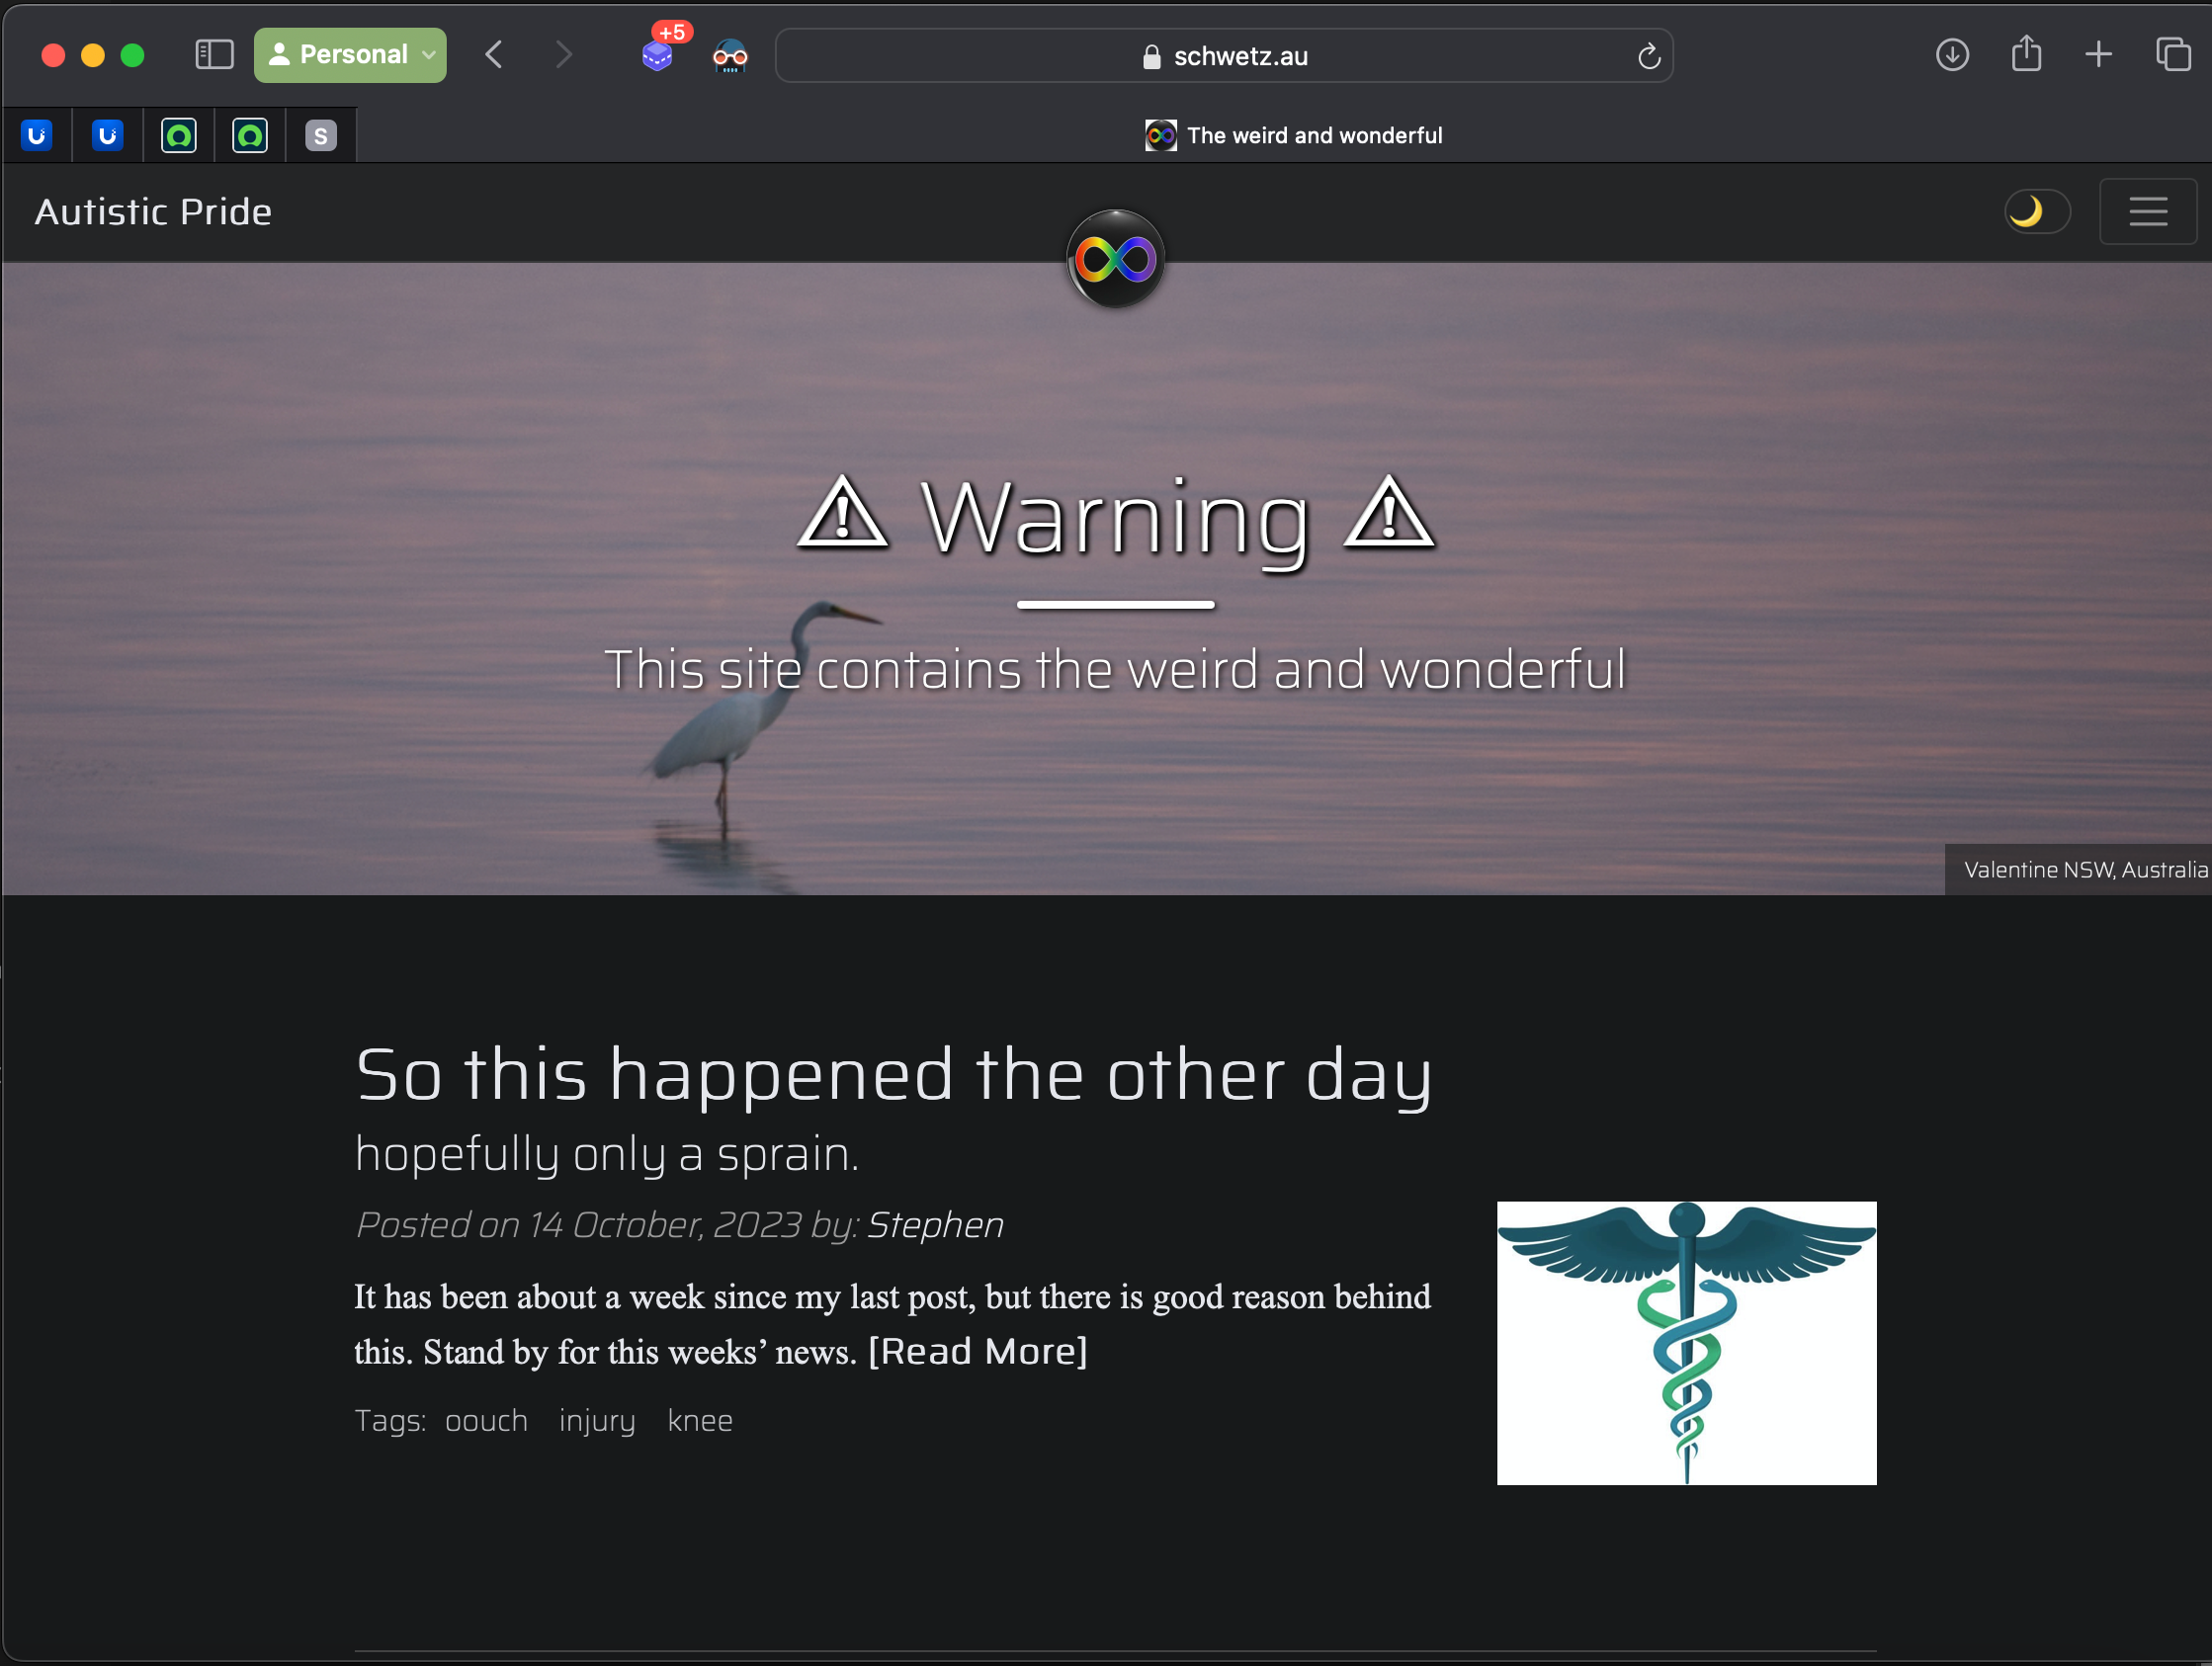 +5
Personal
schwetz.au
S
The weird and wonderful
Autistic Pride
⚠ Warning ⚠
This site contains the weird and wonderful
Valentine NSW, Australia
So this happened the other day
hopefully only a sprain.
Posted on 14 October, 2023 by: Stephen
It has been about a week since my last post, but there is good reason behind
this. Stand by for this weeks’ news. [Read More]
Tags: oouch injury knee